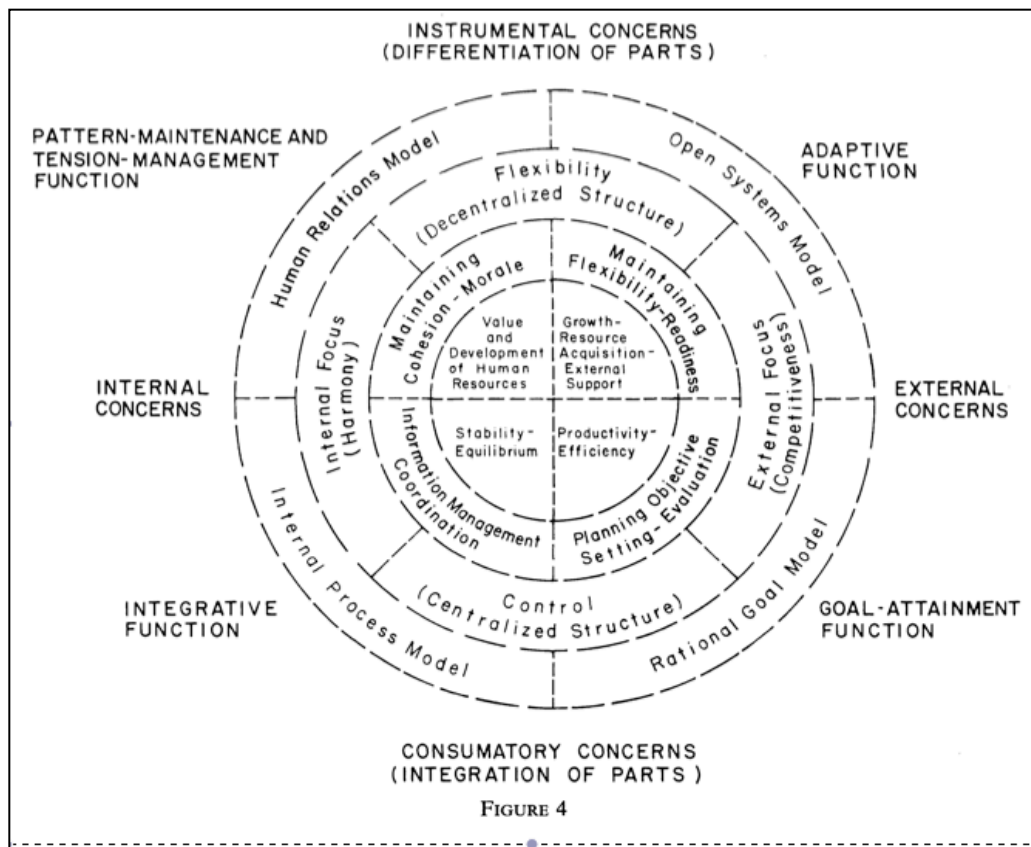 INSTRUMENTAL CONCERNS
(DIFFERENTIATION OF PARTS)
PATTERN-MAINTENANCE AND
TENSION-MANAGEMENT
FUNCTION
ADAPTIVE
FUNCTION
Human Relations Model
Open Systems Model
Flexibility
(Decentralized Structure)
Maintaining
Cohesion-Morale
Maintaining
Flexibility-Readiness
Value
and
Development
of Human
Resources
Growth-
Resource
Acquisition-
External
Support
INTERNAL
CONCERNS
Internal Focus
(Harmony)
External Focus
(Competitiveness)
EXTERNAL
CONCERNS
Stability-
Equilibrium
Productivity-
Efficiency
Information Management
Coordination
Planning Objective
Setting-Evaluation
Control
(Centralized Structure)
Internal Process Model
Rational Goal Model
INTEGRATIVE
FUNCTION
GOAL-ATTAINMENT
FUNCTION
CONSUMATORY CONCERNS
(INTEGRATION OF PARTS)
FIGURE 4